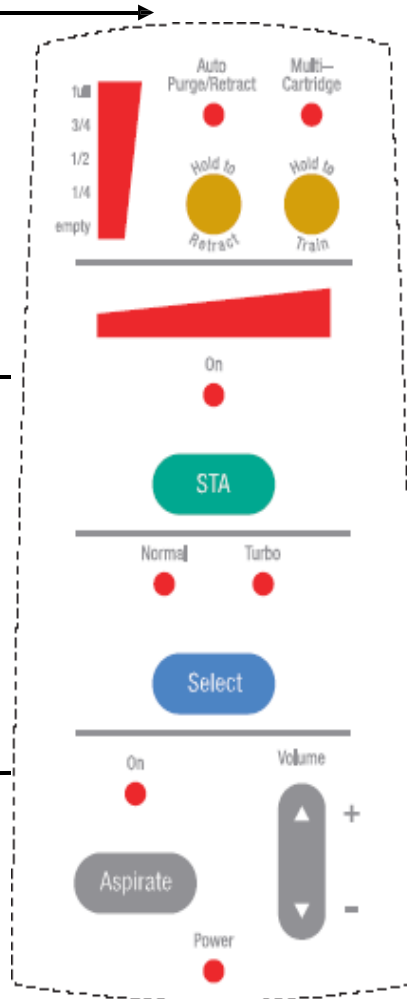 Auto
Purge/Retract
Multi-
Cartridge
full
3/4
1/2
1/4
empty
Hold to
Retract
Hold to
Train
On
STA
Normal
Turbo
Select
On
Volume
+
Aspirate
-
Power